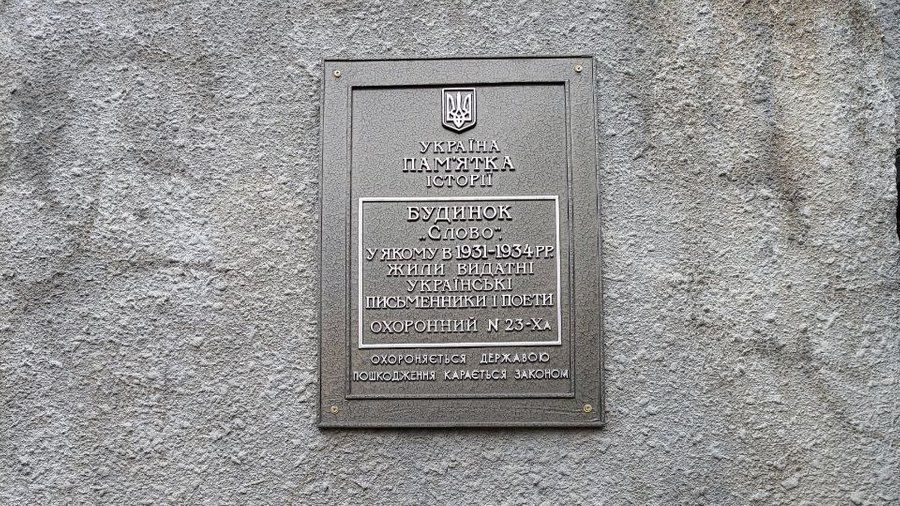 УКРАЇНА
ПАМ'ЯТКА
ІСТОРІЇ
БУДИНОК
„СЛОВО",
У ЯКОМУ В 1931-1934 РР.
ЖИЛИ ВИДАТНІ
УКРАЇНСЬКІ
ПИСЬМЕННИКИ І ПОЕТИ
ОХОРОННИЙ N 23-ХА
ОХОРОНЯЄТЬСЯ ДЕРЖАВОЮ
ПОШКОДЖЕННЯ КАРАЄТЬСЯ ЗАКОНОМ